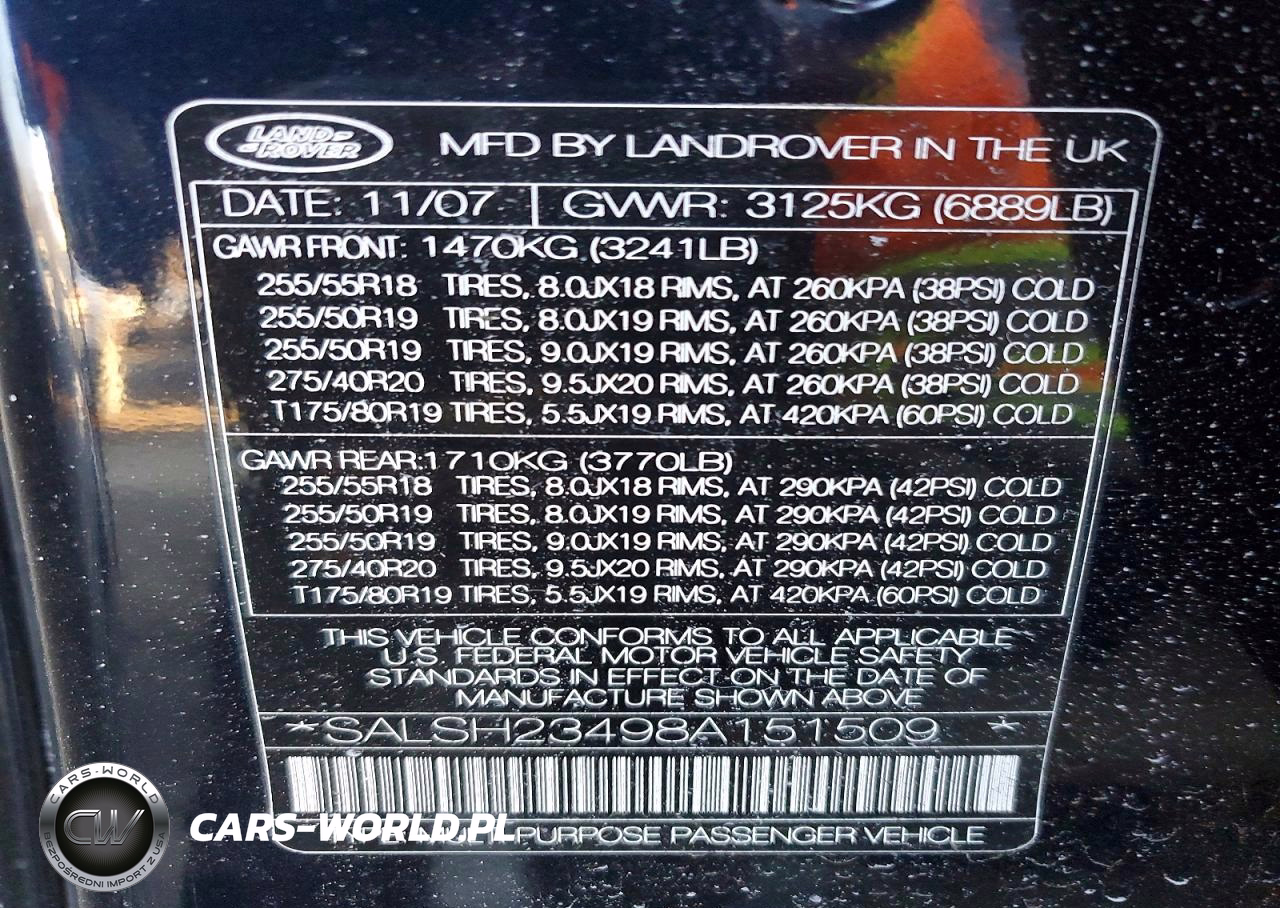 LAND-
-ROVER
MFD BY LANDROVER IN THE UK
DATE: 11/07 GVWR: 3125KG (6889LB)
GAWR FRONT: 1470KG (3241LB)
255/55R18 TIRES, 8.0JX18 RIMS, AT 260KPA (38PSI) COLD
255/50R19 TIRES, 8.0JX19 RIMS, AT 260KPA (38PSI) COLD
255/50R19 TIRES, 9.0JX19 RIMS, AT 260KPA (38PSI) COLD
275/40R20 TIRES, 9.5JX20 RIMS, AT 260KPA (38PSI) COLD
T175/80R19 TIRES, 5.5JX19 RIMS, AT 420KPA (60PSI) COLD
GAWR REAR:1710KG (3770LB)
255/55R18 TIRES, 8.0JX18 RIMS, AT 290KPA (42PSI) COLD
255/50R19 TIRES, 8.0JX19 RIMS, AT 290KPA (42PSI) COLD
255/50R19 TIRES, 9.0JX19 RIMS, AT 290KPA (42PSI) COLD
275/40R20 TIRES, 9.5JX20 RIMS, AT 290KPA (42PSI) COLD
T175/80R19 TIRES, 5.5JX19 RIMS, AT 420KPA (60PSI) COLD
THIS VEHICLE CONFORMS TO ALL APPLICABLE
U.S. FEDERAL MOTOR VEHICLE SAFETY
STANDARDS IN EFFECT ON THE DATE OF
MANUFACTURE SHOWN ABOVE
*SALSH23498A151509 *
PURPOSE PASSENGER VEHICLE
CARS-WORLD.PL
CARS-WORLD
CW
BEZPOŚREDNI IMPORT Z USA